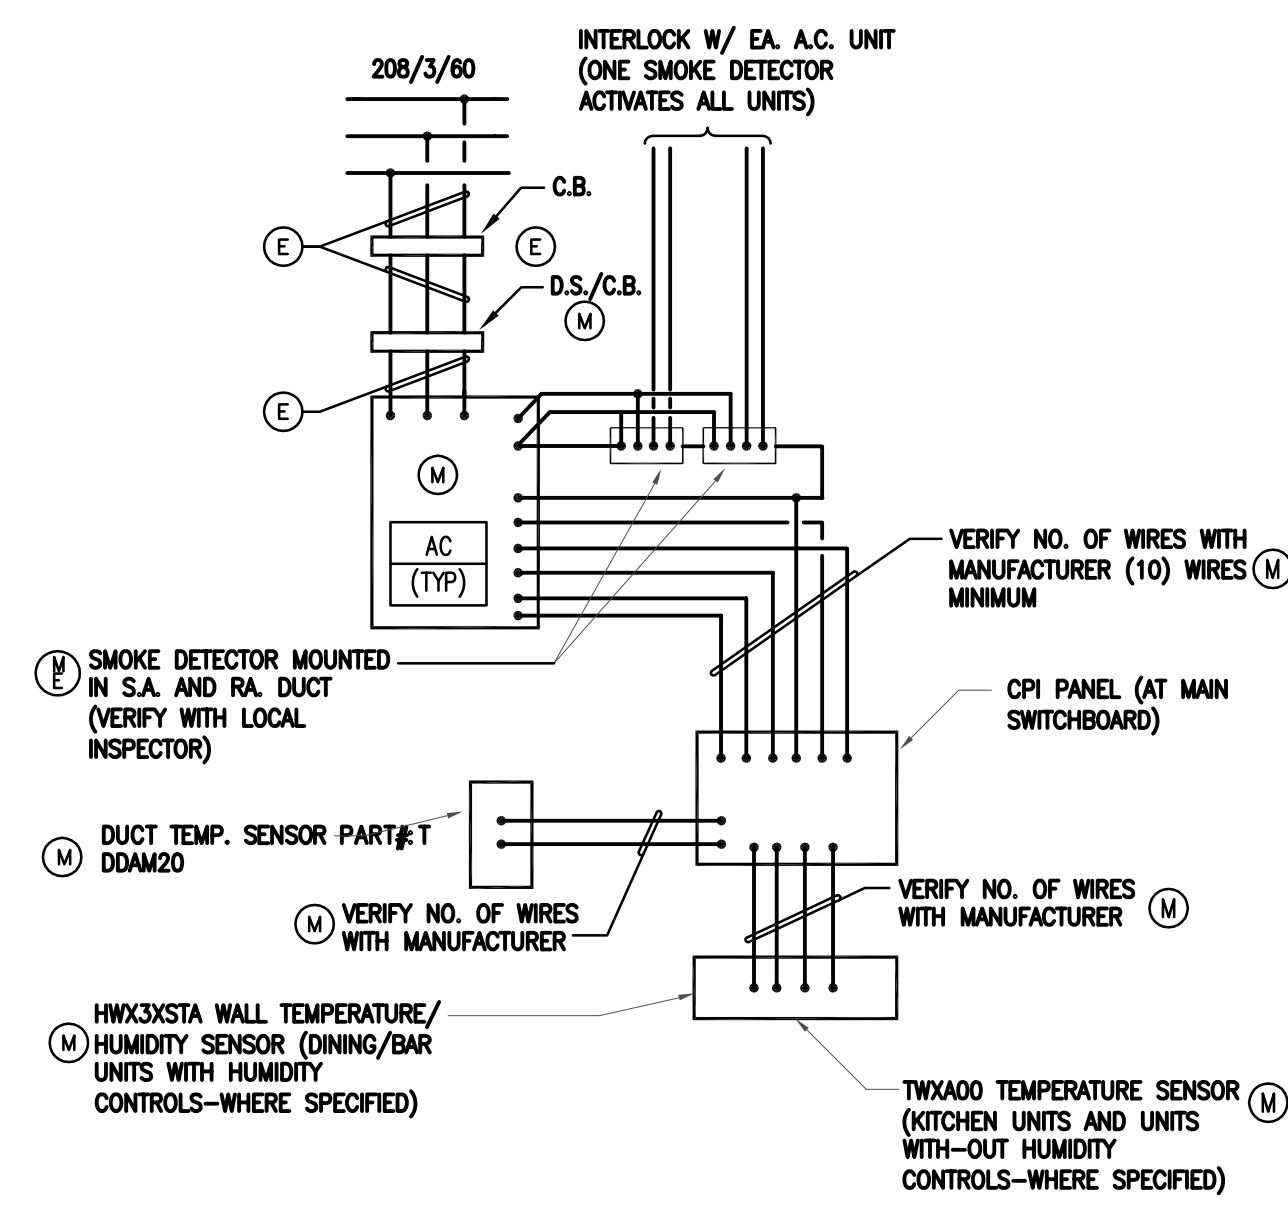 INTERLOCK W/ EA. A.C. UNIT
(ONE SMOKE DETECTOR
ACTIVATES ALL UNITS)
208/3/60
C.B.
E
E
D.S./C.B.
M
E
M
AC
(TYP)
VERIFY NO. OF WIRES WITH
MANUFACTURER (10) WIRES
MINIMUM
M
M
E
SMOKE DETECTOR MOUNTED
IN S.A. AND RA. DUCT
(VERIFY WITH LOCAL
INSPECTOR)
CPI PANEL (AT MAIN
SWITCHBOARD)
M
DUCT TEMP. SENSOR PART#: T
DDAM20
M
VERIFY NO. OF WIRES
WITH MANUFACTURER
VERIFY NO. OF WIRES
WITH MANUFACTURER
M
M
HWX3XSTA WALL TEMPERATURE/
HUMIDITY SENSOR (DINING/BAR
UNITS WITH HUMIDITY
CONTROLS-WHERE SPECIFIED)
TWXA00 TEMPERATURE SENSOR
(KITCHEN UNITS AND UNITS
WITH-OUT HUMIDITY
CONTROLS-WHERE SPECIFIED)
M